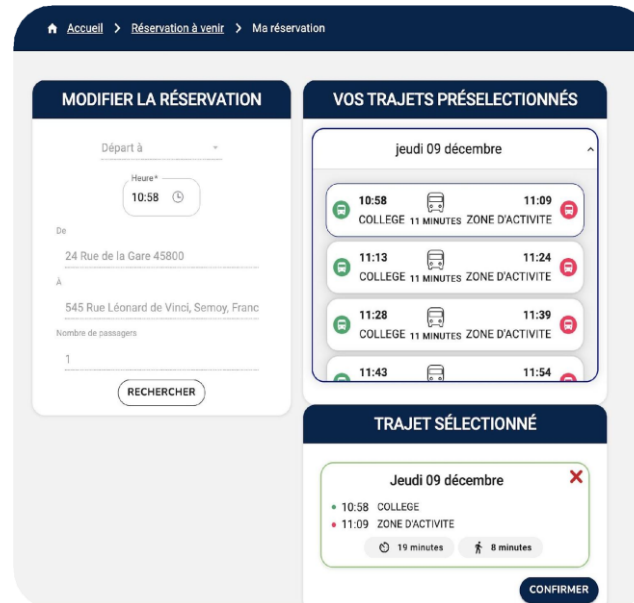 Accueil > Réservation à venir > Ma réservation
MODIFIER LA RÉSERVATION
Départ à
Heure*
10:58
De
24 Rue de la Gare 45800
À
545 Rue Léonard de Vinci, Semoy, Franc
Nombre de passagers
1
RECHERCHER
VOS TRAJETS PRÉSELECTIONNÉS
jeudi 09 décembre
10:58 11:09
COLLEGE 11 MINUTES ZONE D'ACTIVITE
11:13 11:24
COLLEGE 11 MINUTES ZONE D'ACTIVITE
11:28 11:39
COLLEGE 11 MINUTES ZONE D'ACTIVITE
11:43 11:54
TRAJET SÉLECTIONNÉ
Jeudi 09 décembre
10:58 COLLEGE
11:09 ZONE D'ACTIVITE
19 minutes 8 minutes
CONFIRMER